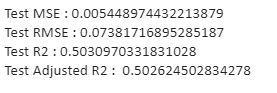 Test MSE : 0.005448974432213879
Test RMSE : 0.07381716895285187
Test R2 : 0.5030970331831028
Test Adjusted R2 :  0.502624502834278